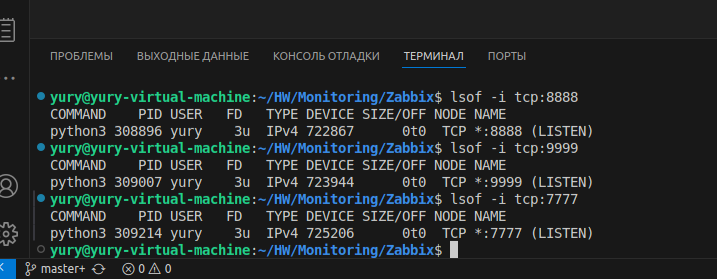 ПРОБЛЕМЫ ВЫХОДНЫЕ ДАННЫЕ КОНСОЛЬ ОТЛАДКИ ТЕРМИНАЛ ПОРТЫ
yury@yury-virtual-machine:~/HW/Monitoring/Zabbix$ lsof -i tcp:8888
COMMAND PID USER FD TYPE DEVICE SIZE/OFF NODE NAME
python3 308896 yury 3u IPv4 722867 0t0 TCP *:8888 (LISTEN)
yury@yury-virtual-machine:~/HW/Monitoring/Zabbix$ lsof -i tcp:9999
COMMAND PID USER FD TYPE DEVICE SIZE/OFF NODE NAME
python3 309007 yury 3u IPv4 723944 0t0 TCP *:9999 (LISTEN)
yury@yury-virtual-machine:~/HW/Monitoring/Zabbix$ lsof -i tcp:7777
COMMAND PID USER FD TYPE DEVICE SIZE/OFF NODE NAME
python3 309214 yury 3u IPv4 725206 0t0 TCP *:7777 (LISTEN)
yury@yury-virtual-machine:~/HW/Monitoring/Zabbix$
master+ 0 0